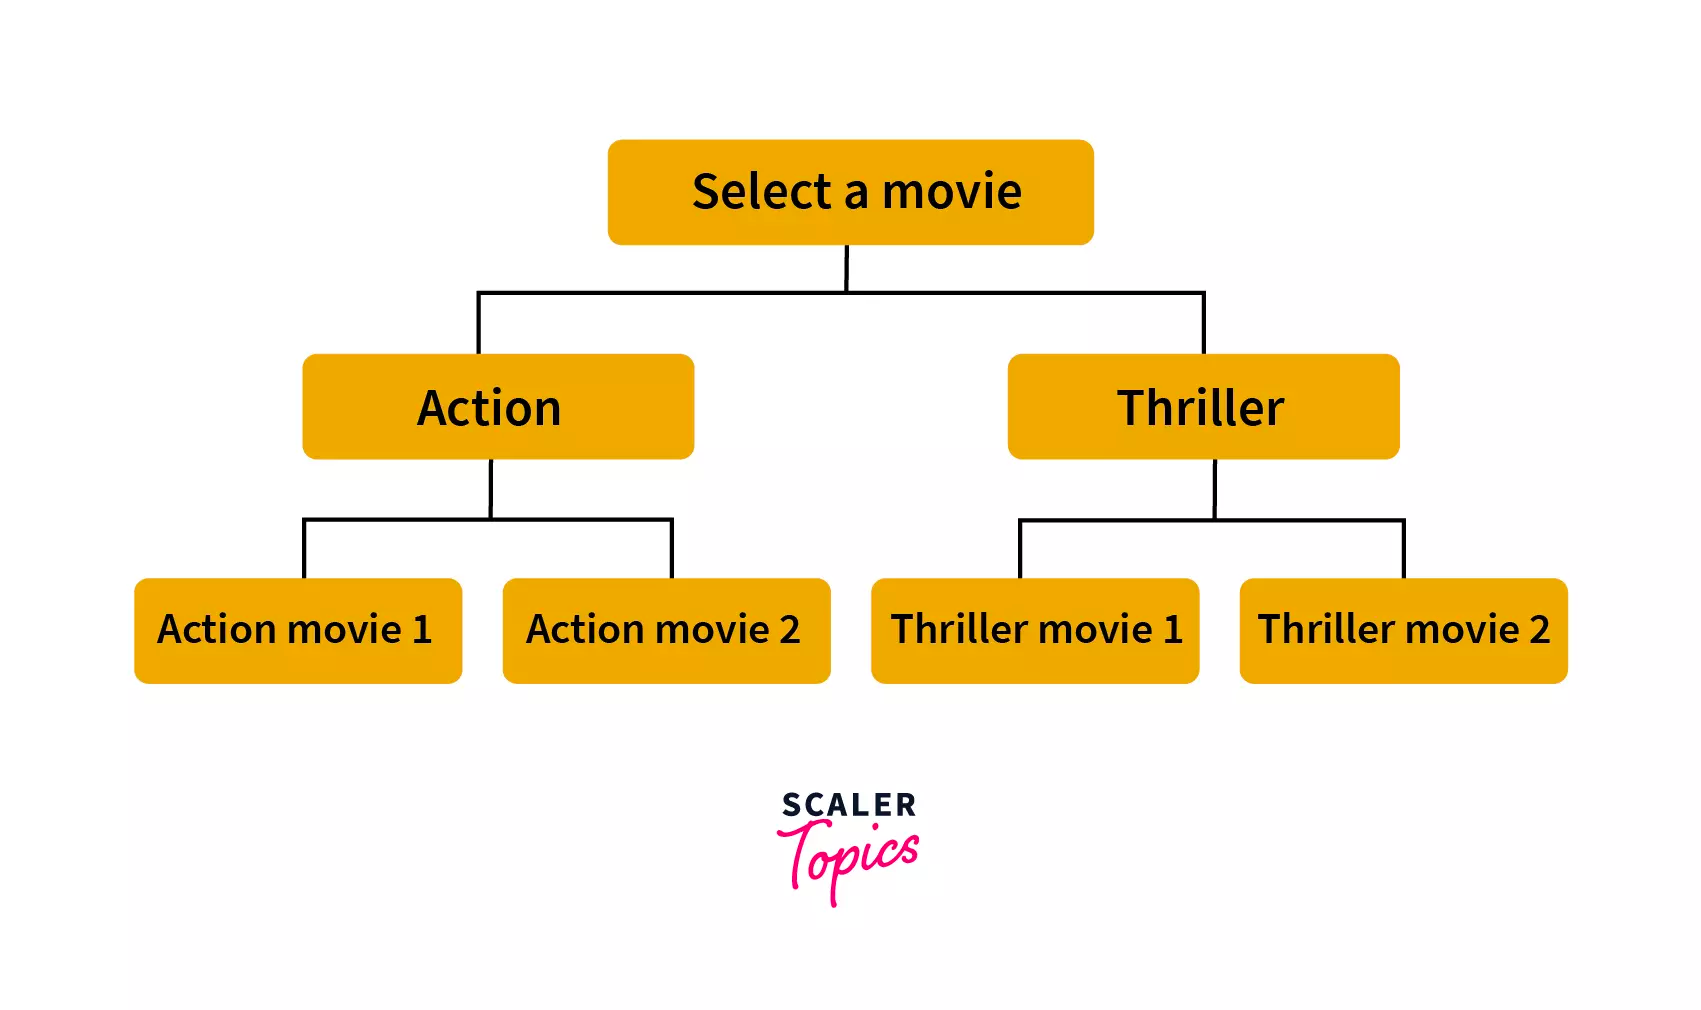 Select a movie
Action
Thriller
Action movie 1
Action movie 2
Thriller movie 1
Thriller movie 2
SCALER
Topics